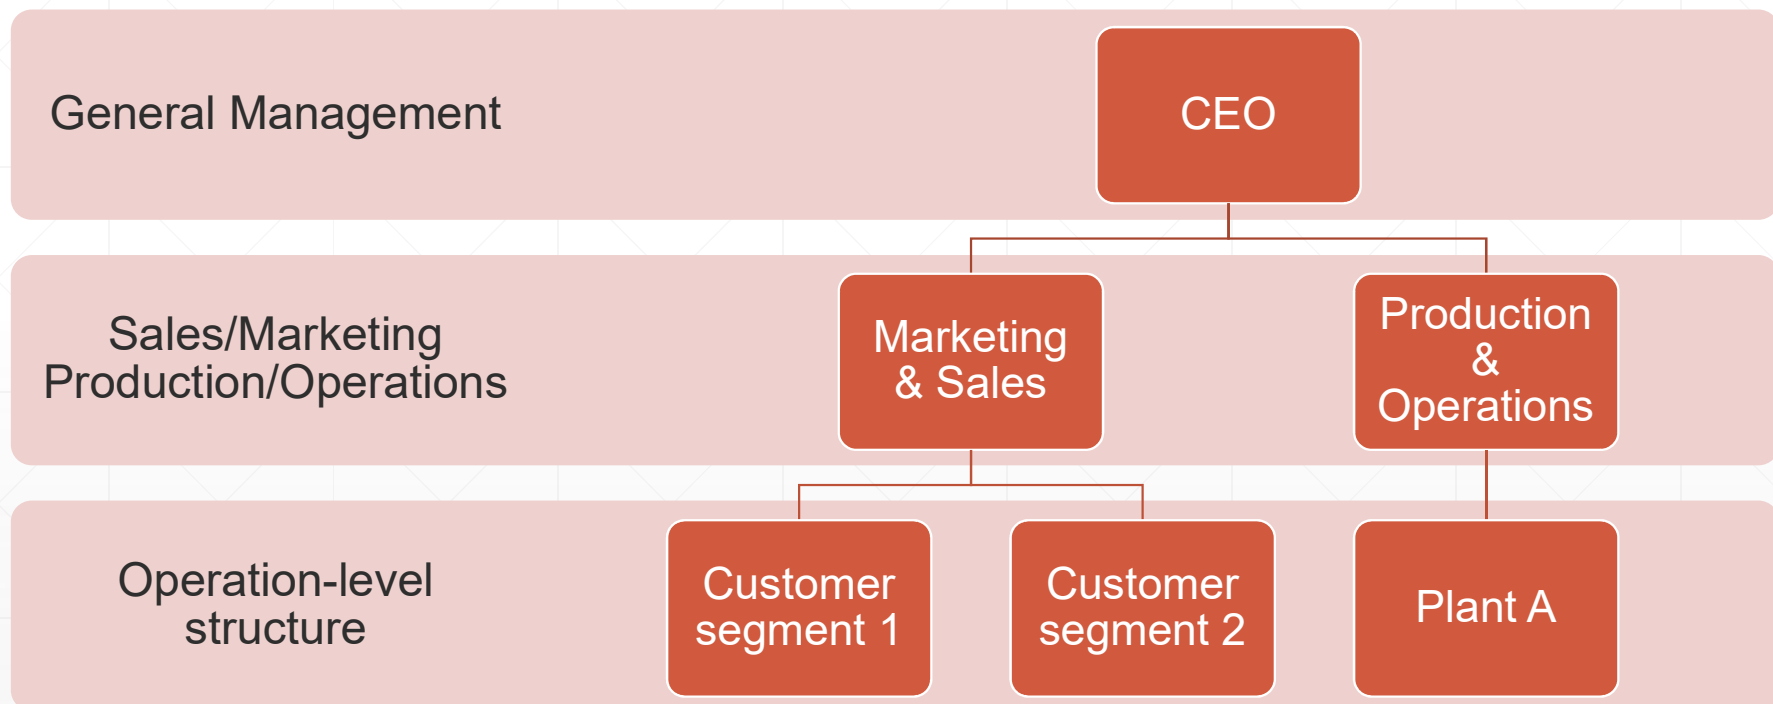 General Management
CEO
Sales/Marketing
Production/Operations
Marketing
& Sales
Production
&
Operations
Operation-level
structure
Customer
segment 1
Customer
segment 2
Plant A